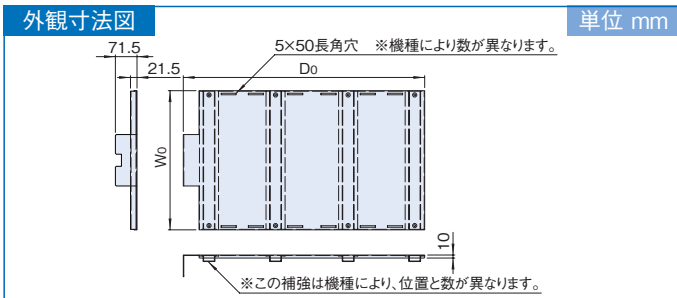 外観寸法図
単位 mm
71.5
5×50長角穴 ※機種により数が異なります。
21.5
D0
W0
10
※この補強は機種により、位置と数が異なります。